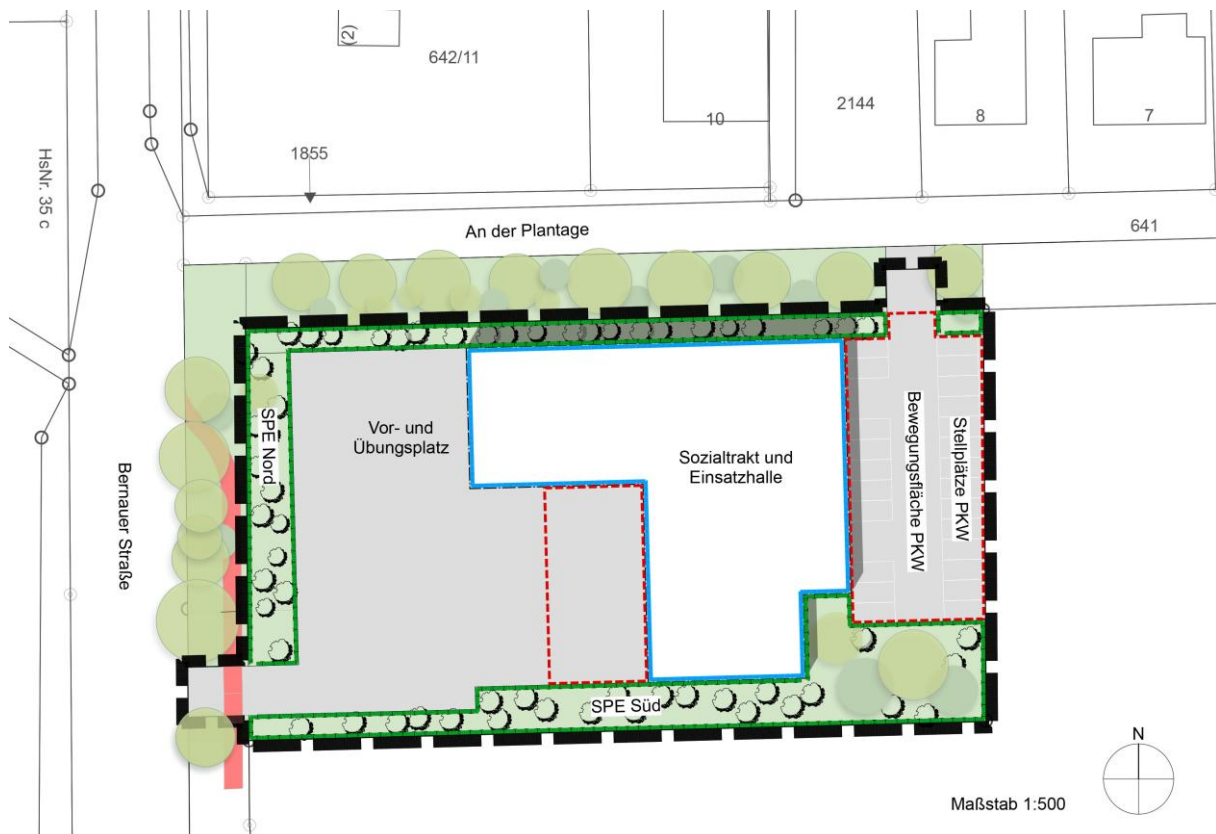 (2)
642/11
10
2144
8
7
1855
HsNr. 35 c
An der Plantage
641
SPE Nord
Vor- und
Übungsplatz
Sozialtrakt und
Einsatzhalle
Bewegungsfläche PKW
Stellplätze PKW
Bernauer Straße
SPE Süd
N
Maßstab 1:500